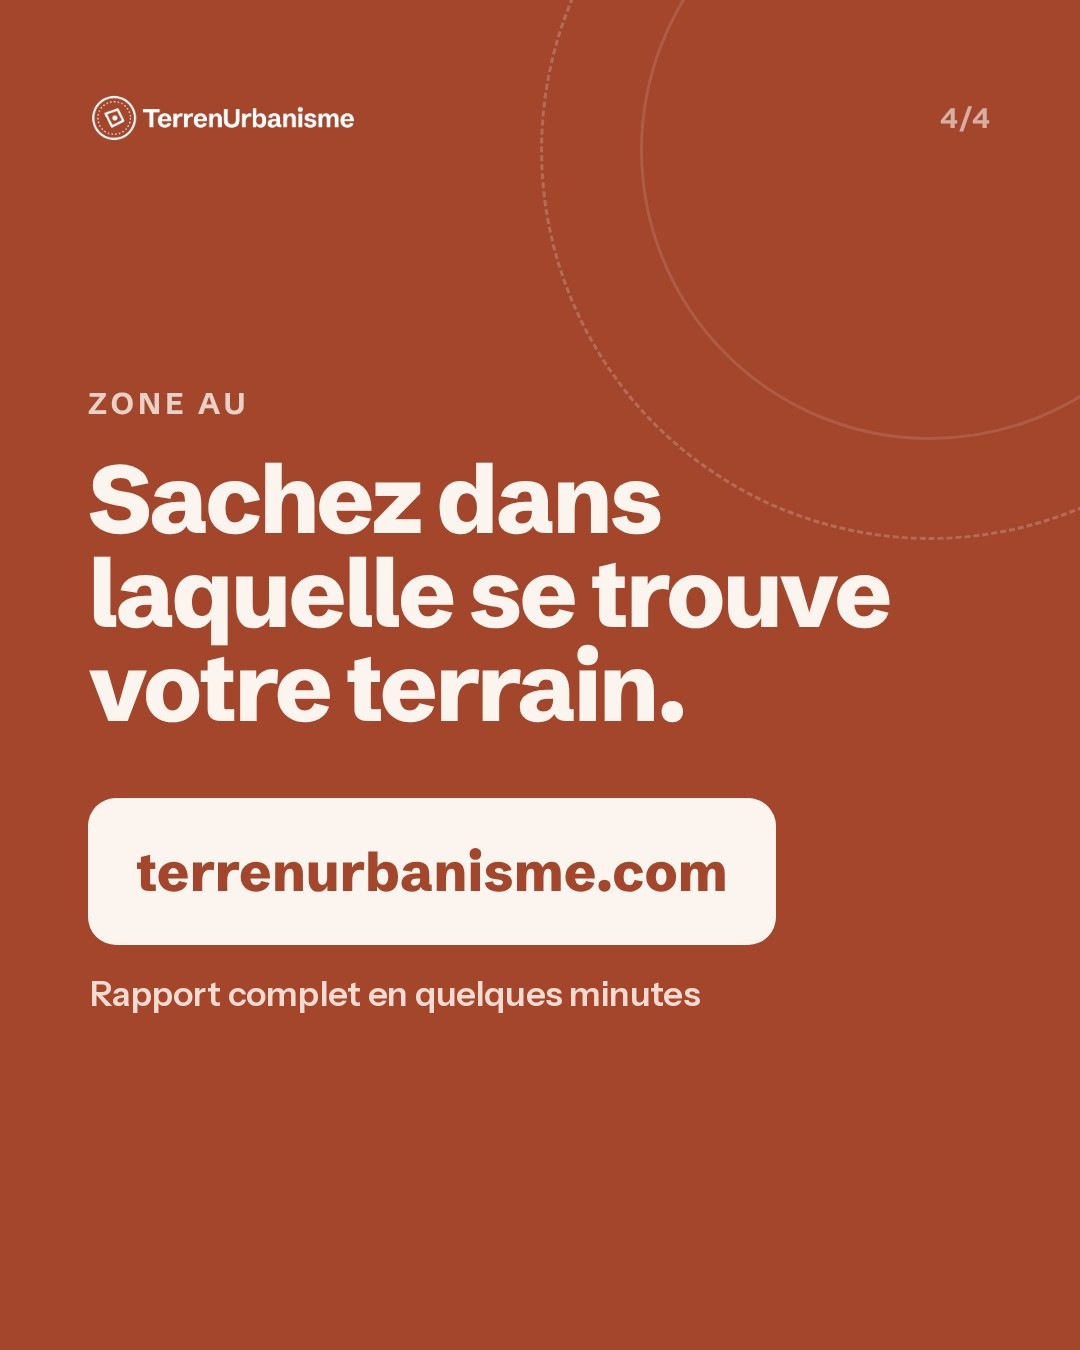 TerrenUrbanisme
4/4
ZONE AU
Sachez dans
laquelle se trouve
votre terrain.
terrenurbanisme.com
Rapport complet en quelques minutes